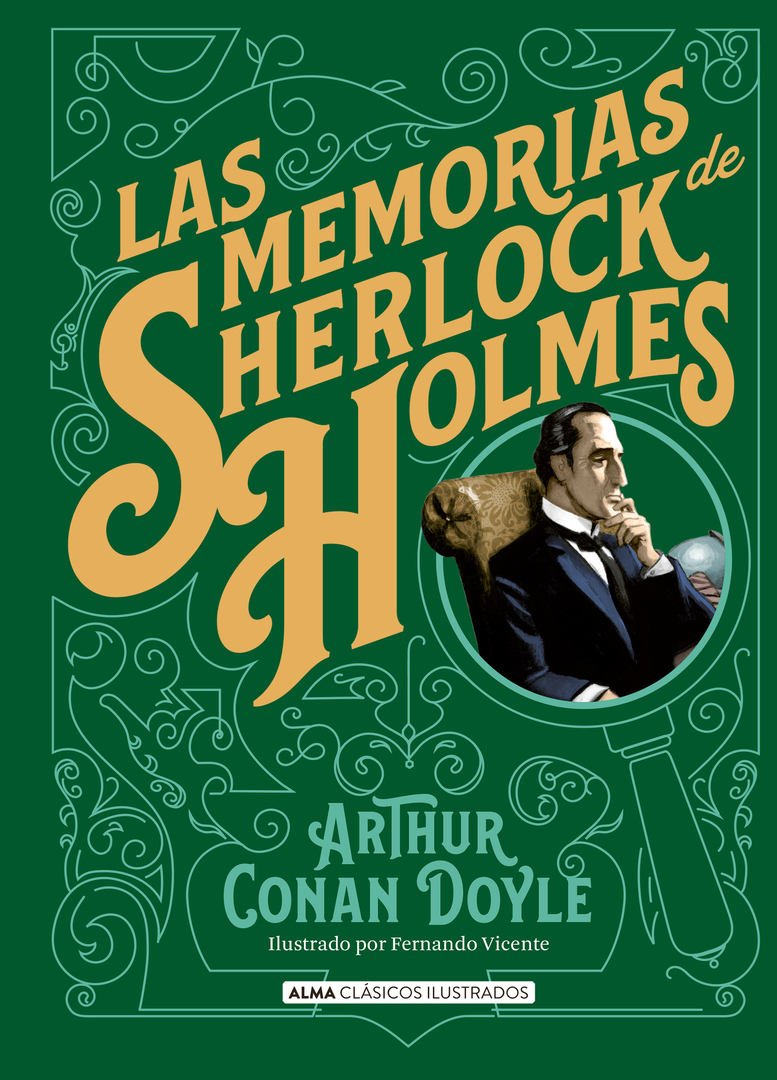 LAS
MEMORIAS de
SHERLOCK
HOLMES
ARTHUR
CONAN DOYLE
Ilustrado por Fernando Vicente
ALMA CLÁSICOS ILUSTRADOS